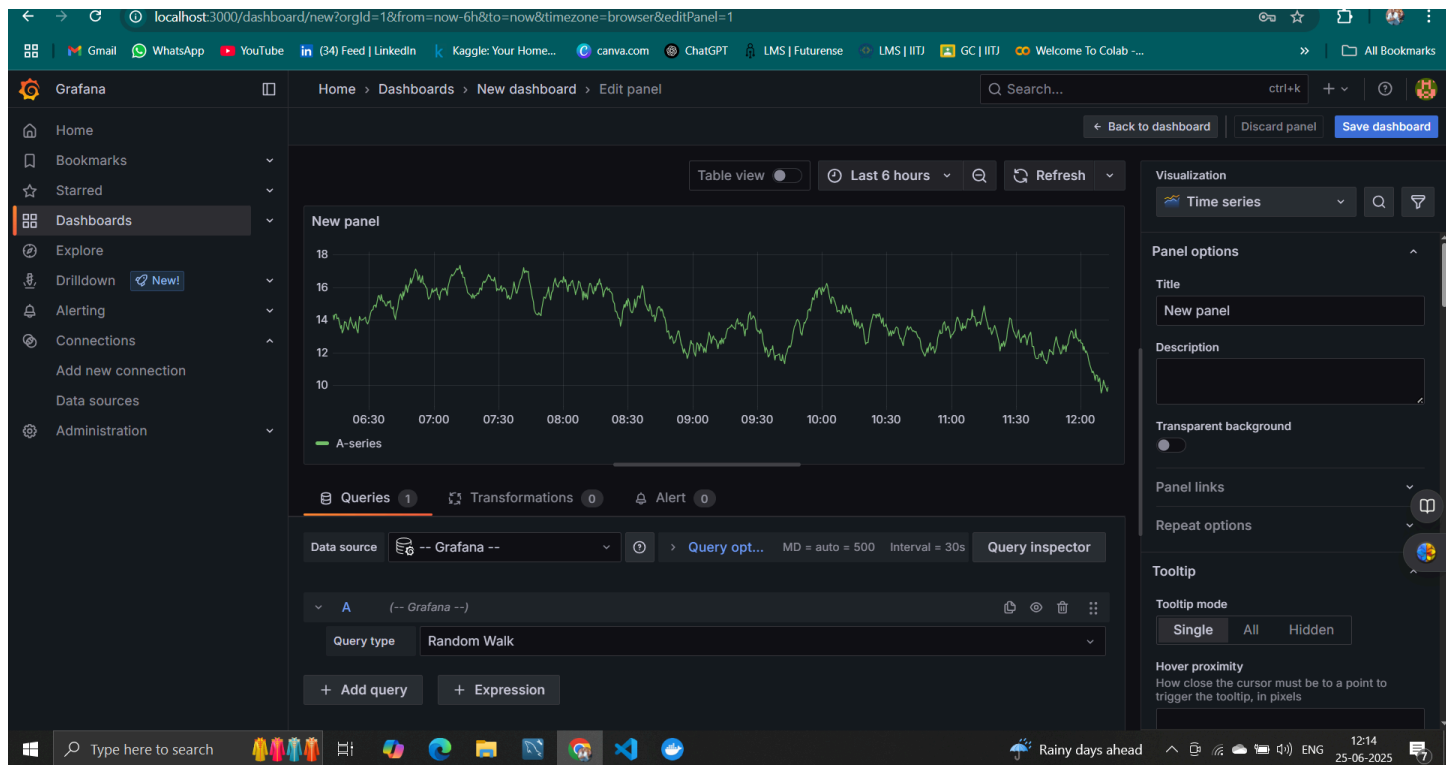 localhost:3000/dashboard/new?orgId=1&from=now-6h&to=now&timezone=browser&editPanel=1
Gmail WhatsApp YouTube (34) Feed | LinkedIn Kaggle: Your Home... canva.com ChatGPT LMS | Futurense LMS | IITJ GC | IITJ Welcome To Colab -... » All Bookmarks
Grafana Home › Dashboards › New dashboard › Edit panel Search... ctrl+k
Home
Bookmarks
Starred
Dashboards
Explore
Drilldown New!
Alerting
Connections
Add new connection
Data sources
Administration
Back to dashboard Discard panel Save dashboard
Table view Last 6 hours Refresh
New panel
18
16
14
12
10
06:30 07:00 07:30 08:00 08:30 09:00 09:30 10:00 10:30 11:00 11:30 12:00
A-series
Queries 1 Transformations 0 Alert 0
Data source -- Grafana -- Query opt... MD = auto = 500 Interval = 30s Query inspector
A (-- Grafana --)
Query type Random Walk
+ Add query + Expression
Visualization
Time series
Panel options
Title
New panel
Description
Transparent background
Panel links
Repeat options
Tooltip
Tooltip mode
Single All Hidden
Hover proximity
How close the cursor must be to a point to
trigger the tooltip, in pixels
Type here to search Rainy days ahead ENG 12:14
25-06-2025 7